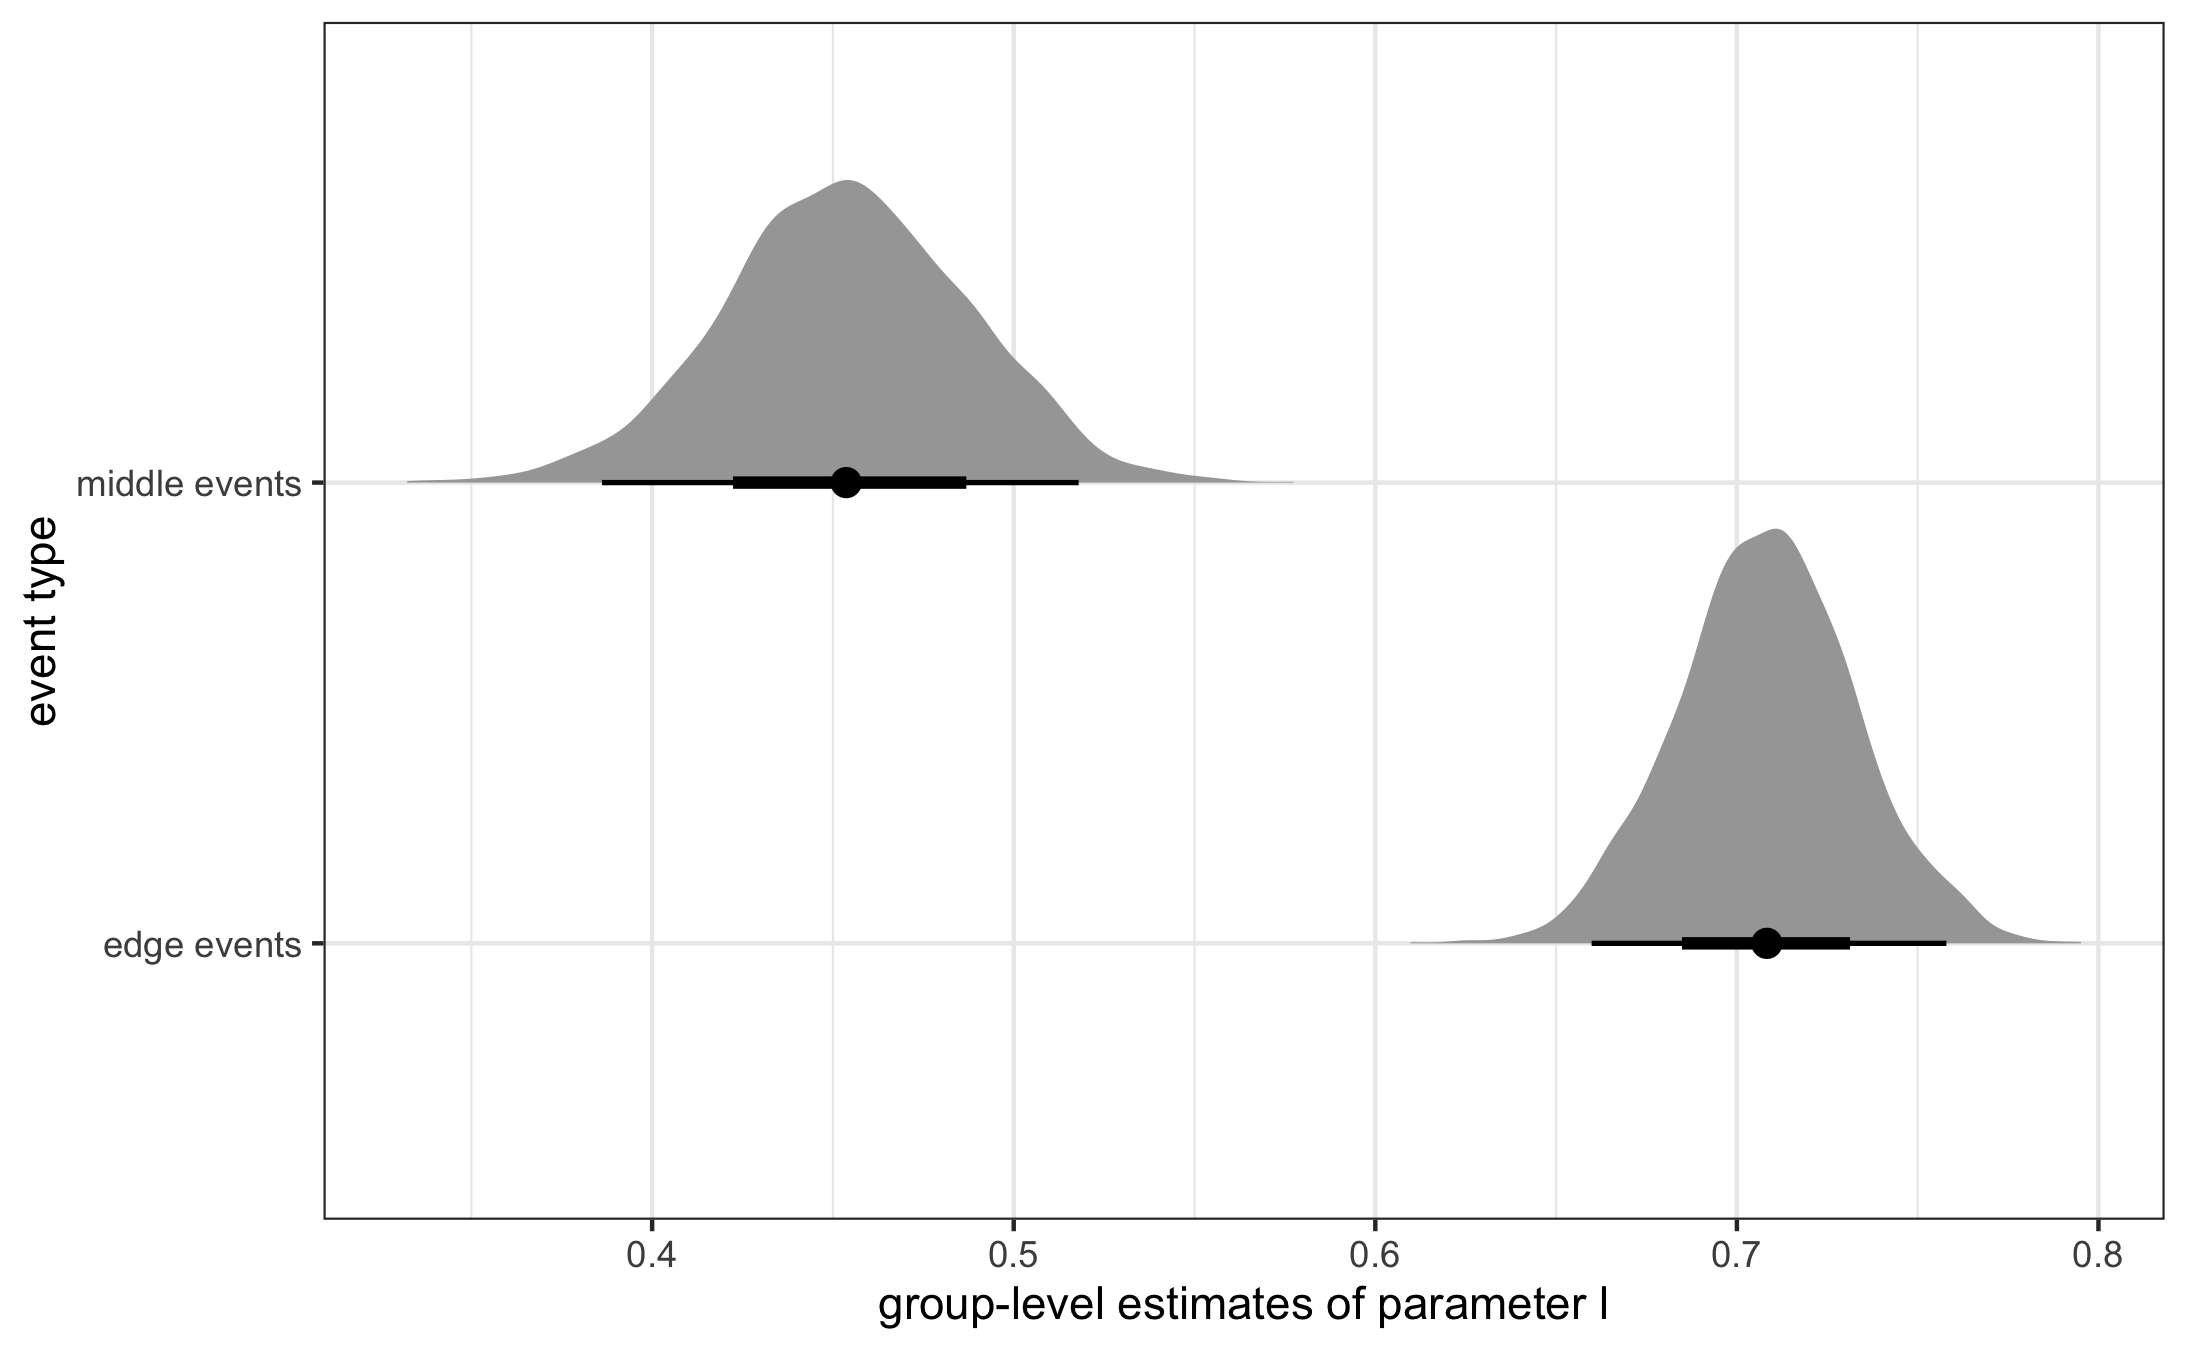 event type
middle events
edge events
0.4 0.5 0.6 0.7 0.8
group-level estimates of parameter l